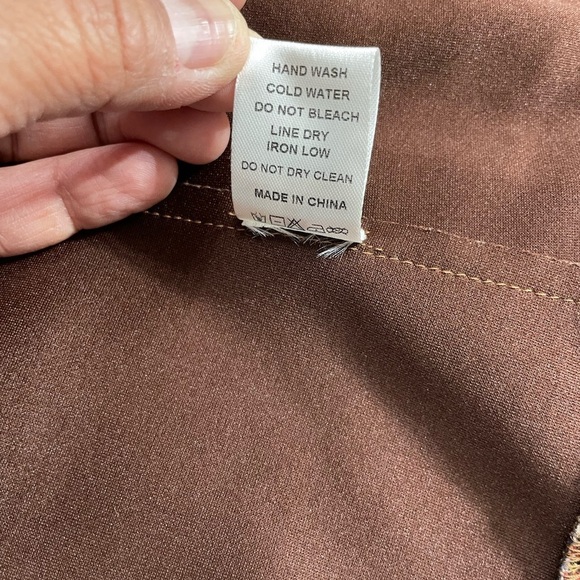 HAND WASH
COLD WATER
DO NOT BLEACH
LINE DRY
IRON LOW
DO NOT DRY CLEAN
MADE IN CHINA